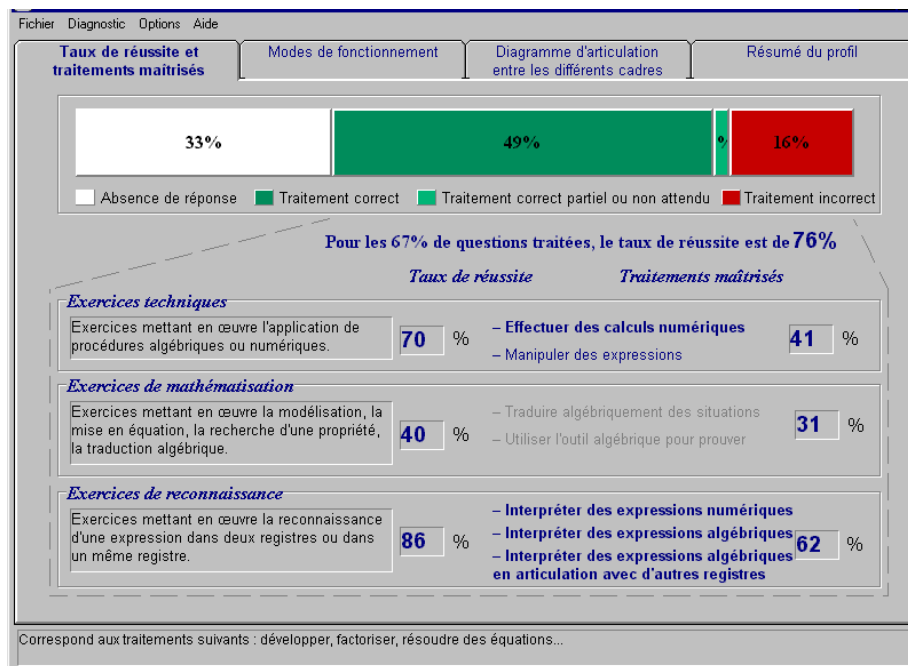 Fichier Diagnostic Options Aide
Taux de réussite et
traitements maîtrisés
Modes de fonctionnement
Diagramme d'articulation
entre les différents cadres
Résumé du profil
33%
49%
%
16%
Absence de réponse
Traitement correct
Traitement correct partiel ou non attendu
Traitement incorrect
Pour les 67% de questions traitées, le taux de réussite est de 76%
Taux de réussite
Traitements maîtrisés
Exercices techniques
Exercices mettant en œuvre l'application de
procédures algébriques ou numériques.
70 %
– Effectuer des calculs numériques
– Manipuler des expressions
41 %
Exercices de mathématisation
Exercices mettant en œuvre la modélisation, la
mise en équation, la recherche d'une propriété,
la traduction algébrique.
40 %
– Traduire algébriquement des situations
– Utiliser l'outil algébrique pour prouver
31 %
Exercices de reconnaissance
Exercices mettant en œuvre la reconnaissance
d'une expression dans deux registres ou dans
un même registre.
86 %
– Interpréter des expressions numériques
– Interpréter des expressions algébriques
– Interpréter des expressions algébriques
en articulation avec d'autres registres
62 %
Correspond aux traitements suivants : développer, factoriser, résoudre des équations...